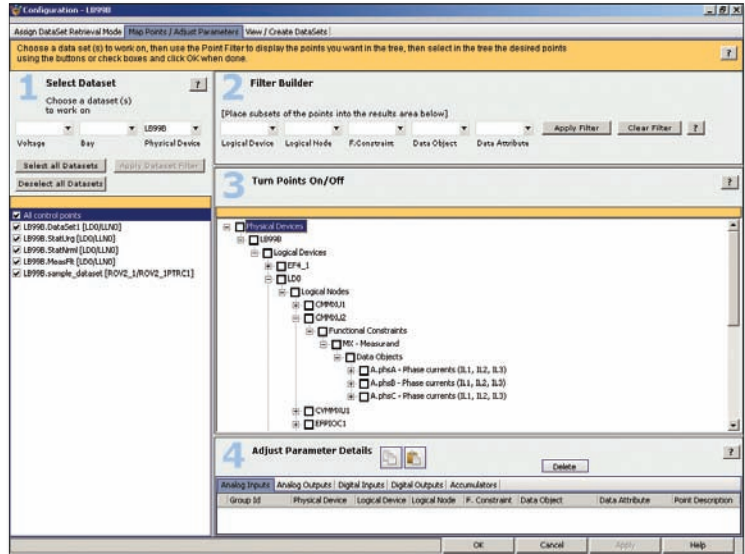 Configuration - LB99B
Assign DataSet Retrieval Mode Map Points / Adjust Parameters View / Create DataSets
Choose a data set (s) to work on, then use the Point Filter to display the points you want in the tree, then select in the tree the desired points
using the buttons or check boxes and click OK when done.
?
1 Select Dataset ?
Choose a dataset (s)
to work on
LB99B
Voltage Bay Physical Device
Select all Datasets Apply Dataset Filter
Deselect all Datasets
All control points
LB99B.DataSet1 [LD0/LLN0]
LB99B.StatUrg [LD0/LLN0]
LB99B.StatNrml [LD0/LLN0]
LB99B.MeasFlt [LD0/LLN0]
LB99B.sample_dataset [ROV2_1/ROV2_1PTRC1]
2 Filter Builder
[Place subsets of the points into the results area below]
Apply Filter Clear Filter ?
Logical Device Logical Node F.Constraint Data Object Data Attribute
3 Turn Points On/Off ?
Physical Devices
LB99B
Logical Devices
EF4_1
LD0
Logical Nodes
CMMXU1
CMMXU2
Functional Constraints
MX - Measurand
Data Objects
A.phsA - Phase currents (IL1, IL2, IL3)
A.phsB - Phase currents (IL1, IL2, IL3)
A.phsC - Phase currents (IL1, IL2, IL3)
CVMMXU1
EFPIOC1
4 Adjust Parameter Details Delete ?
Analog Inputs Analog Outputs Digital Inputs Digital Outputs Accumulators
Group Id Physical Device Logical Device Logical Node F. Constraint Data Object Data Attribute Point Description
OK Cancel Apply Help